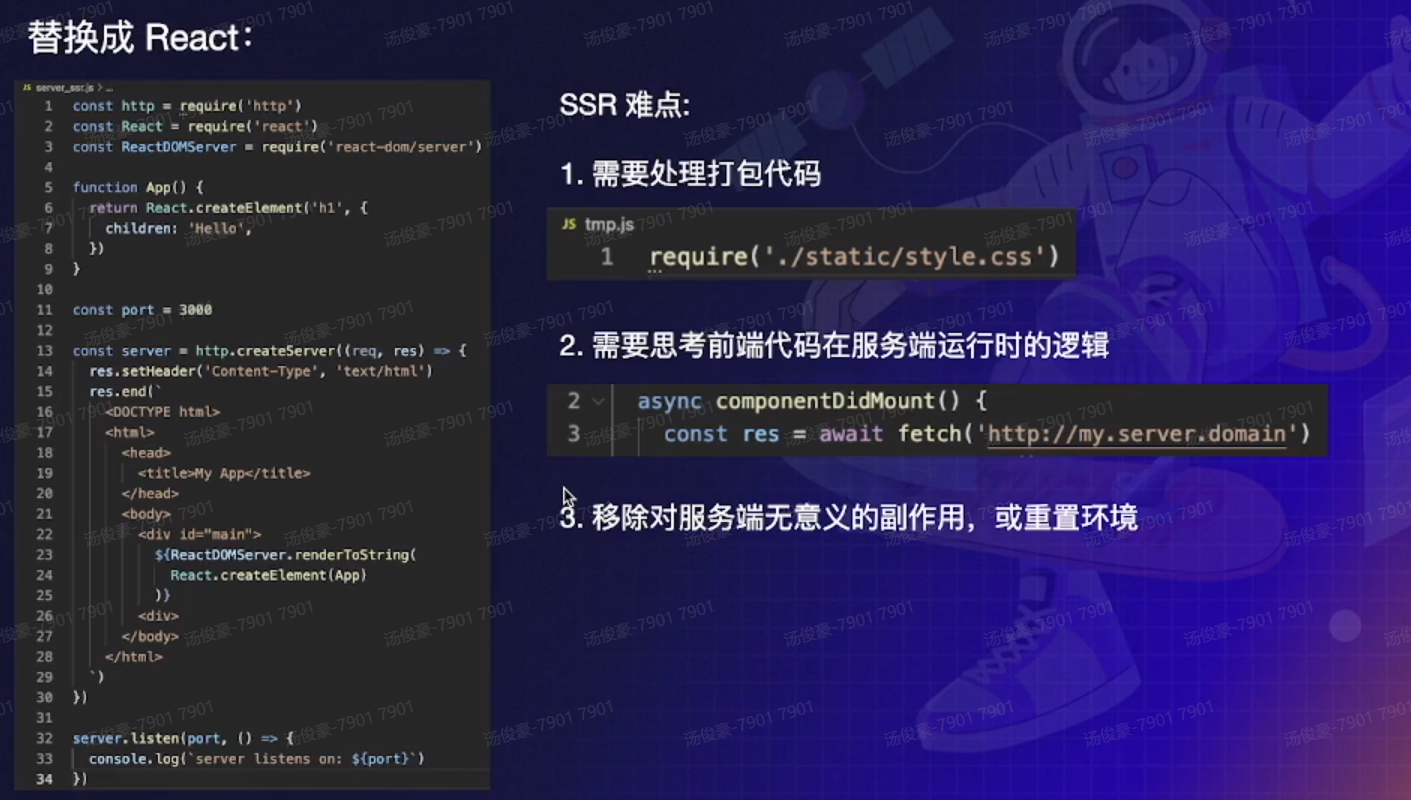 替换成 React：
JS server_ssr.js > ...
1 const http = require('http')
2 const React = require('react')
3 const ReactDOMServer = require('react-dom/server')
4
5 function App() {
6 return React.createElement('h1', {
7 children: 'Hello',
8 })
9 }
10
11 const port = 3000
12
13 const server = http.createServer((req, res) => {
14 res.setHeader('Content-Type', 'text/html')
15 res.end(`
16 <DOCTYPE html>
17 <html>
18 <head>
19 <title>My App</title>
20 </head>
21 <body>
22 <div id="main">
23 ${ReactDOMServer.renderToString(
24 React.createElement(App)
25 )}
26 <div>
27 </body>
28 </html>
29 `)
30 })
31
32 server.listen(port, () => {
33 console.log(`server listens on: ${port}`)
34 })
SSR 难点:
1. 需要处理打包代码
JS tmp.js
1 require('./static/style.css')
2. 需要思考前端代码在服务端运行时的逻辑
2 async componentDidMount() {
3 const res = await fetch('http://my.server.domain')
3. 移除对服务端无意义的副作用，或重置环境
汤俊豪-7901 7901